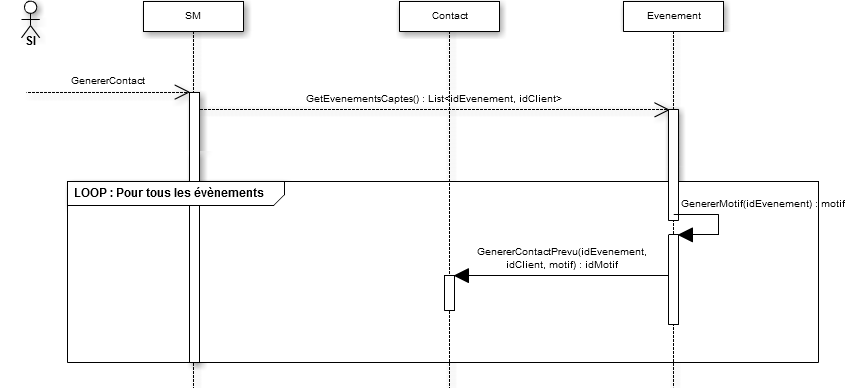 SM
Contact
Evenement
SI
GenererContact
GetEvenementsCaptes() : List<idEvenement, idClient>
LOOP : Pour tous les évènements
GenererMotif(idEvenement) : motif
GenererContactPrevu(idEvenement,
idClient, motif) : idMotif